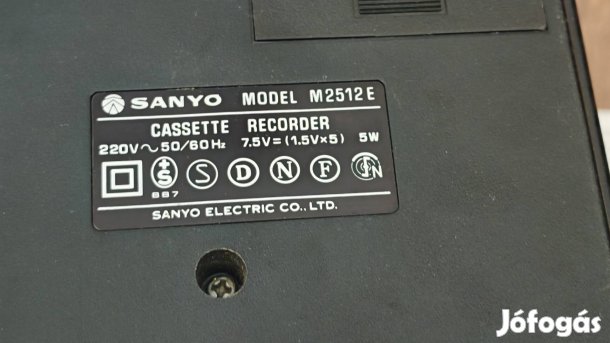 SANYO MODEL M2512E
CASSETTE RECORDER
220V~50/60Hz 7.5V=(1.5V×5) 5W
+S S D N F
BB7
SANYO ELECTRIC CO., LTD.
Jófogás